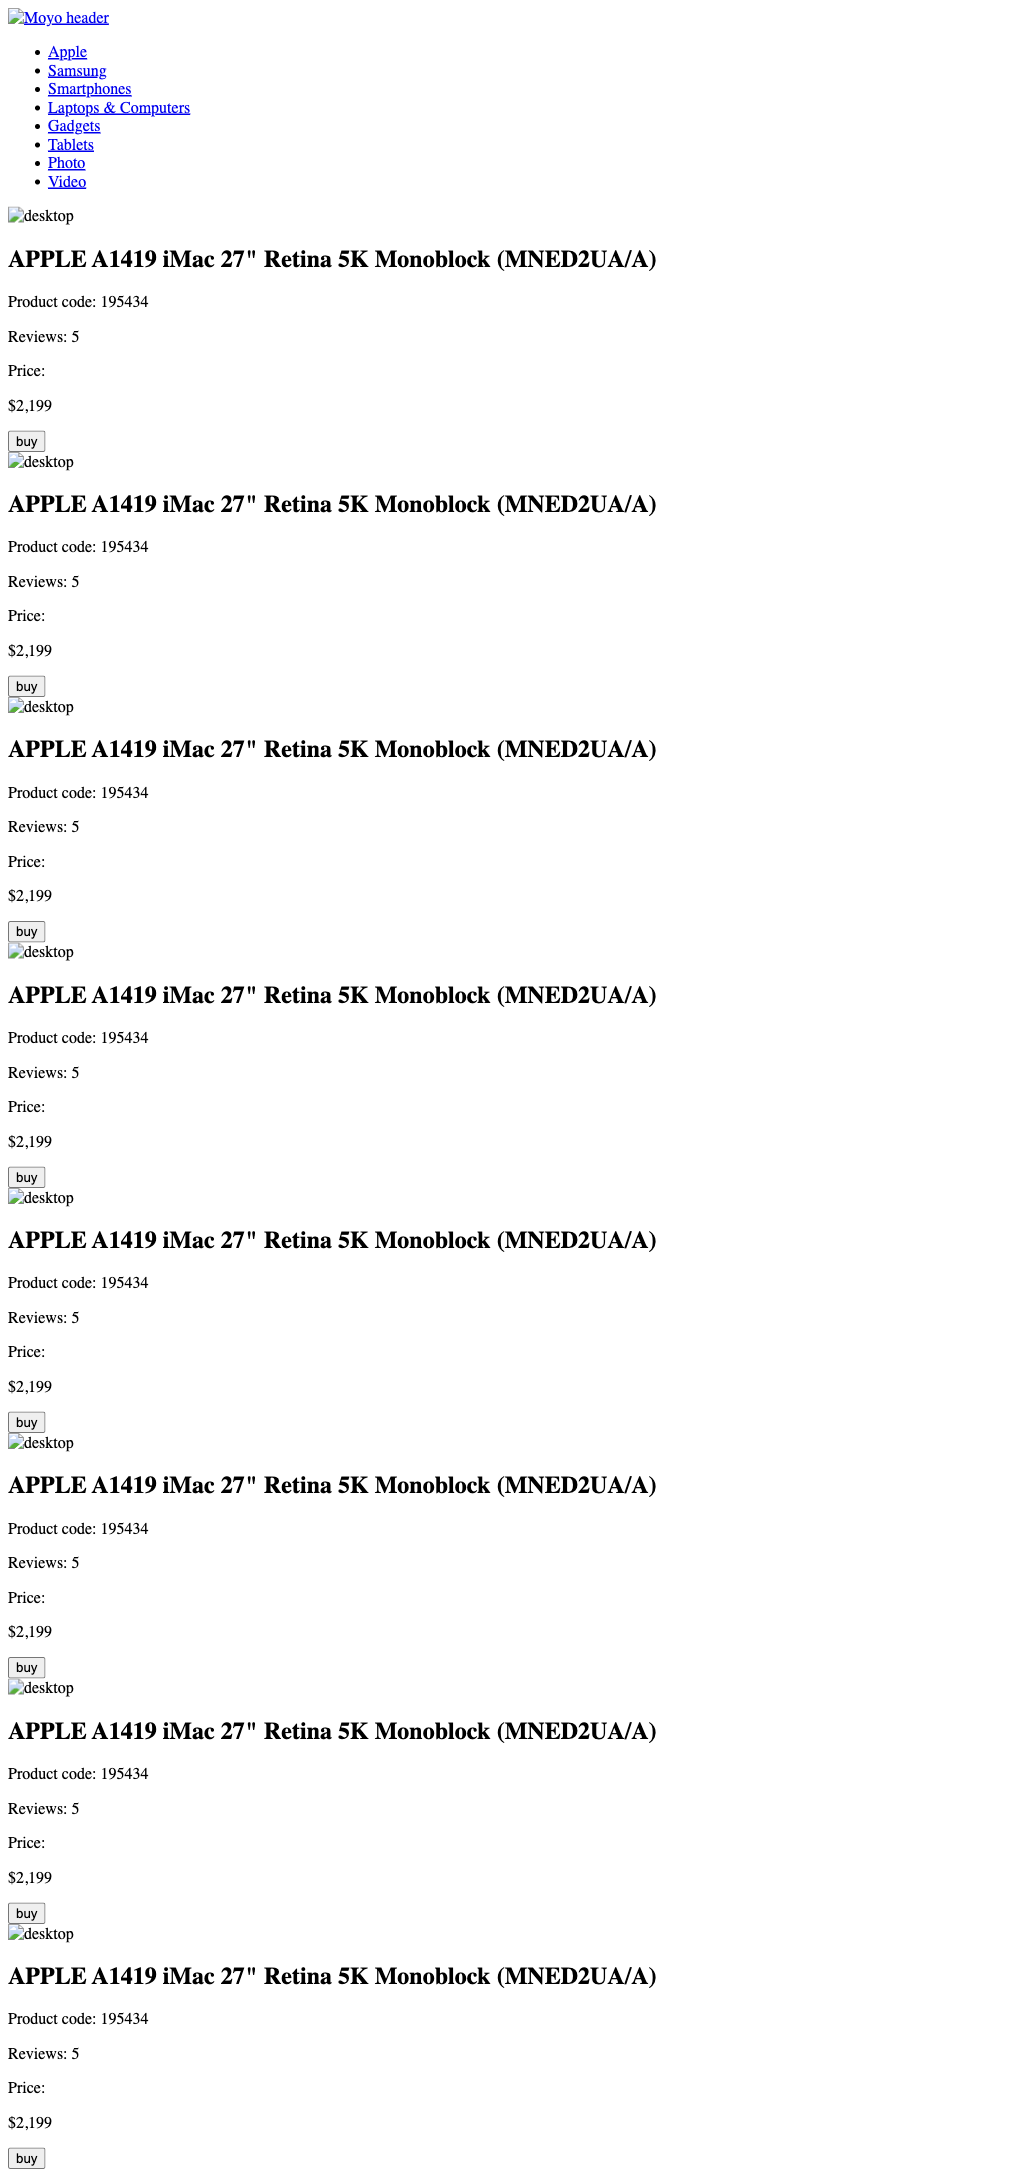 Moyo header
Apple
Samsung
Smartphones
Laptops & Computers
Gadgets
Tablets
Photo
Video
desktop
APPLE A1419 iMac 27" Retina 5K Monoblock (MNED2UA/A)
Product code: 195434
Reviews: 5
Price:
$2,199
buy
desktop
APPLE A1419 iMac 27" Retina 5K Monoblock (MNED2UA/A)
Product code: 195434
Reviews: 5
Price:
$2,199
buy
desktop
APPLE A1419 iMac 27" Retina 5K Monoblock (MNED2UA/A)
Product code: 195434
Reviews: 5
Price:
$2,199
buy
desktop
APPLE A1419 iMac 27" Retina 5K Monoblock (MNED2UA/A)
Product code: 195434
Reviews: 5
Price:
$2,199
buy
desktop
APPLE A1419 iMac 27" Retina 5K Monoblock (MNED2UA/A)
Product code: 195434
Reviews: 5
Price:
$2,199
buy
desktop
APPLE A1419 iMac 27" Retina 5K Monoblock (MNED2UA/A)
Product code: 195434
Reviews: 5
Price:
$2,199
buy
desktop
APPLE A1419 iMac 27" Retina 5K Monoblock (MNED2UA/A)
Product code: 195434
Reviews: 5
Price:
$2,199
buy
desktop
APPLE A1419 iMac 27" Retina 5K Monoblock (MNED2UA/A)
Product code: 195434
Reviews: 5
Price:
$2,199
buy